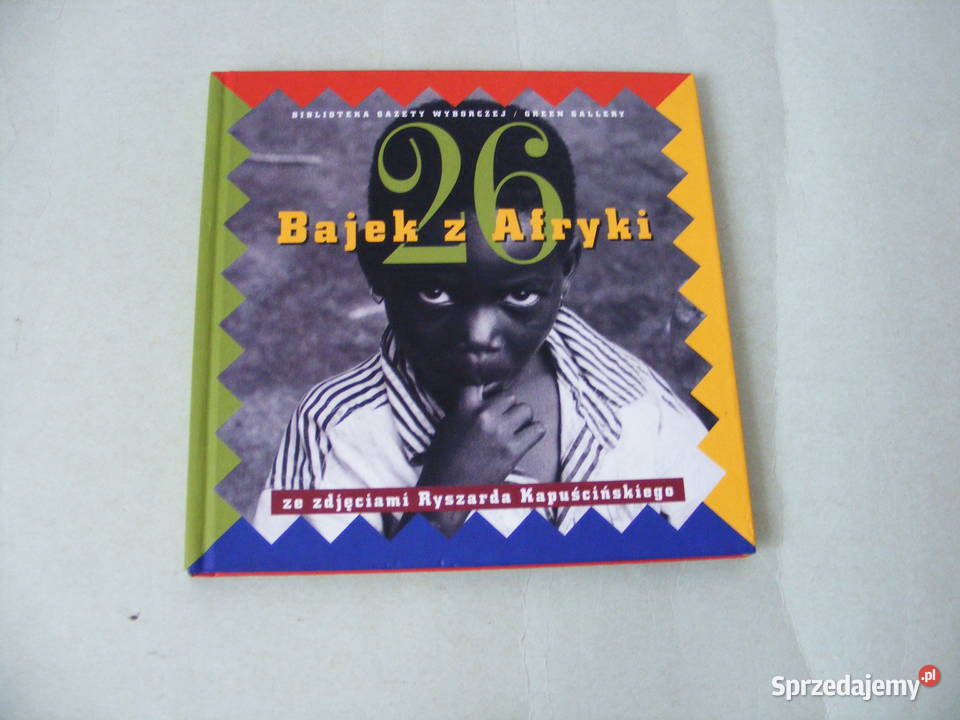 BIBLIOTEKA GAZETY WYBORCZEJ / GREEN GALLERY
26
Bajek z Afryki
ze zdjęciami Ryszarda Kapuścińskiego
Sprzedajemy.pl